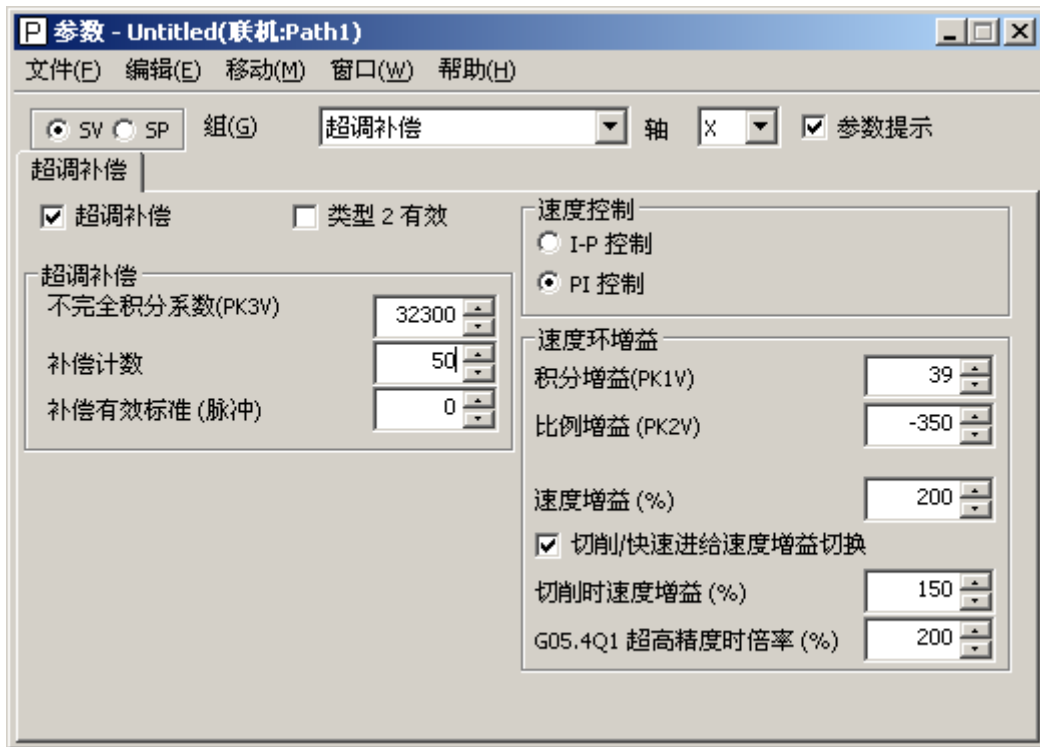 P 参数 - Untitled(联机:Path1)
文件(F) 编辑(E) 移动(M) 窗口(W) 帮助(H)
SV SP 组(G) 超调补偿 轴 X 参数提示
超调补偿
超调补偿 类型 2 有效
超调补偿
不完全积分系数(PK3V) 32300
补偿计数 50
补偿有效标准 (脉冲) 0
速度控制
I-P 控制
PI 控制
速度环增益
积分增益(PK1V) 39
比例增益 (PK2V) -350
速度增益 (%) 200
切削/快速进给速度增益切换
切削时速度增益 (%) 150
G05.4Q1 超高精度时倍率 (%) 200